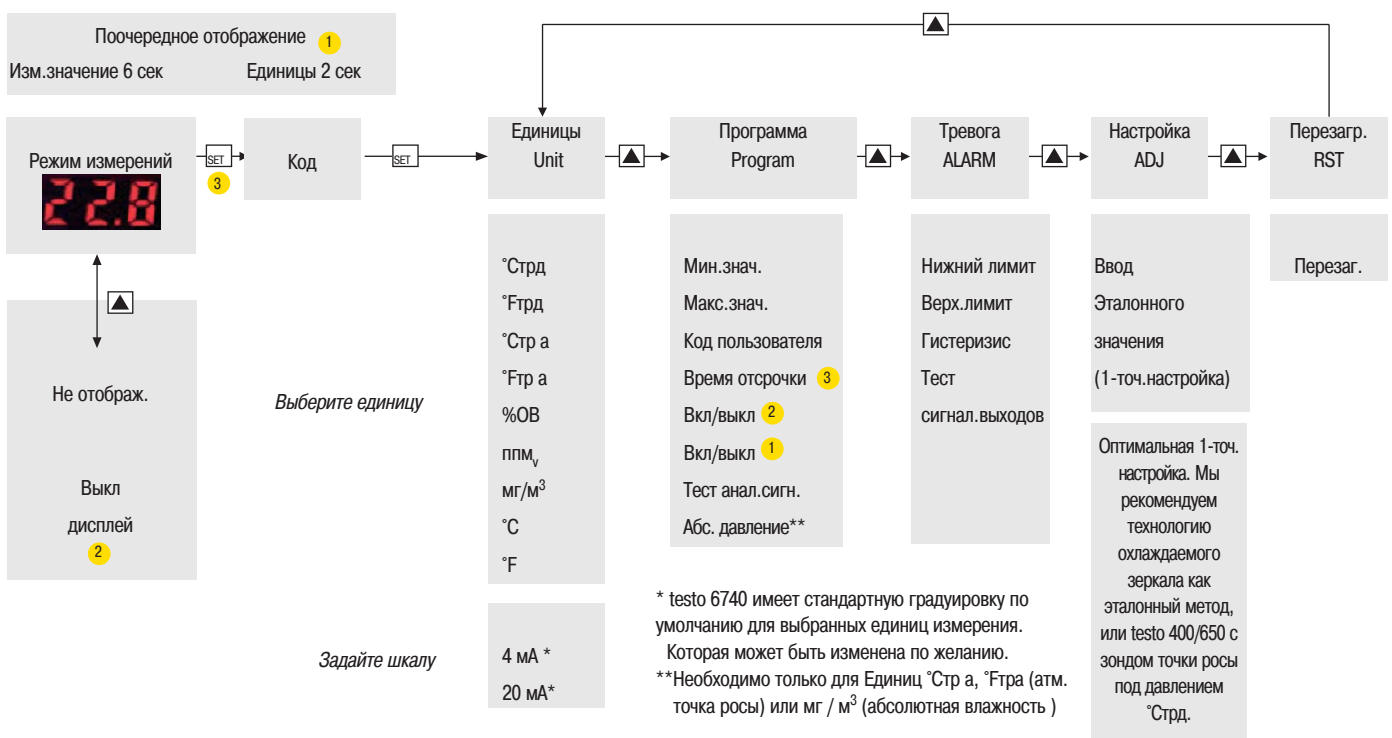 Поочередное отображение 1
Изм.значение 6 сек Единицы 2 сек
Режим измерений
22.8
SET
3
Код
SET
Единицы
Unit
Программа
Program
Тревога
ALARM
Настройка
ADJ
Перезагр.
RST
Не отображ.
Выкл
дисплей
2
Выберите единицу
°Cтрд
°Fтрд
°Cтр а
°Fтр а
%ОВ
ппмv
мг/м3
°C
°F
Задайте шкалу
4 мА *
20 мА*
Мин.знач.
Макс.знач.
Код пользователя
Время отсрочки 3
Вкл/выкл 2
Вкл/выкл 1
Тест анал.сигн.
Абс. давление**
Нижний лимит
Верх.лимит
Гистеризис
Тест
сигнал.выходов
Ввод
Эталонного
значения
(1-точ.настройка)
Оптимальная 1-точ.
настройка. Мы
рекомендуем
технологию
охлаждаемого
зеркала как
эталонный метод,
или testo 400/650 с
зондом точки росы
под давлением
°Cтрд.
Перезаг.
* testo 6740 имеет стандартную градуировку по
умолчанию для выбранных единиц измерения.
Которая может быть изменена по желанию.
**Необходимо только для Единиц °Cтр а, °Fтра (атм.
точка росы) или мг / м3 (абсолютная влажность )